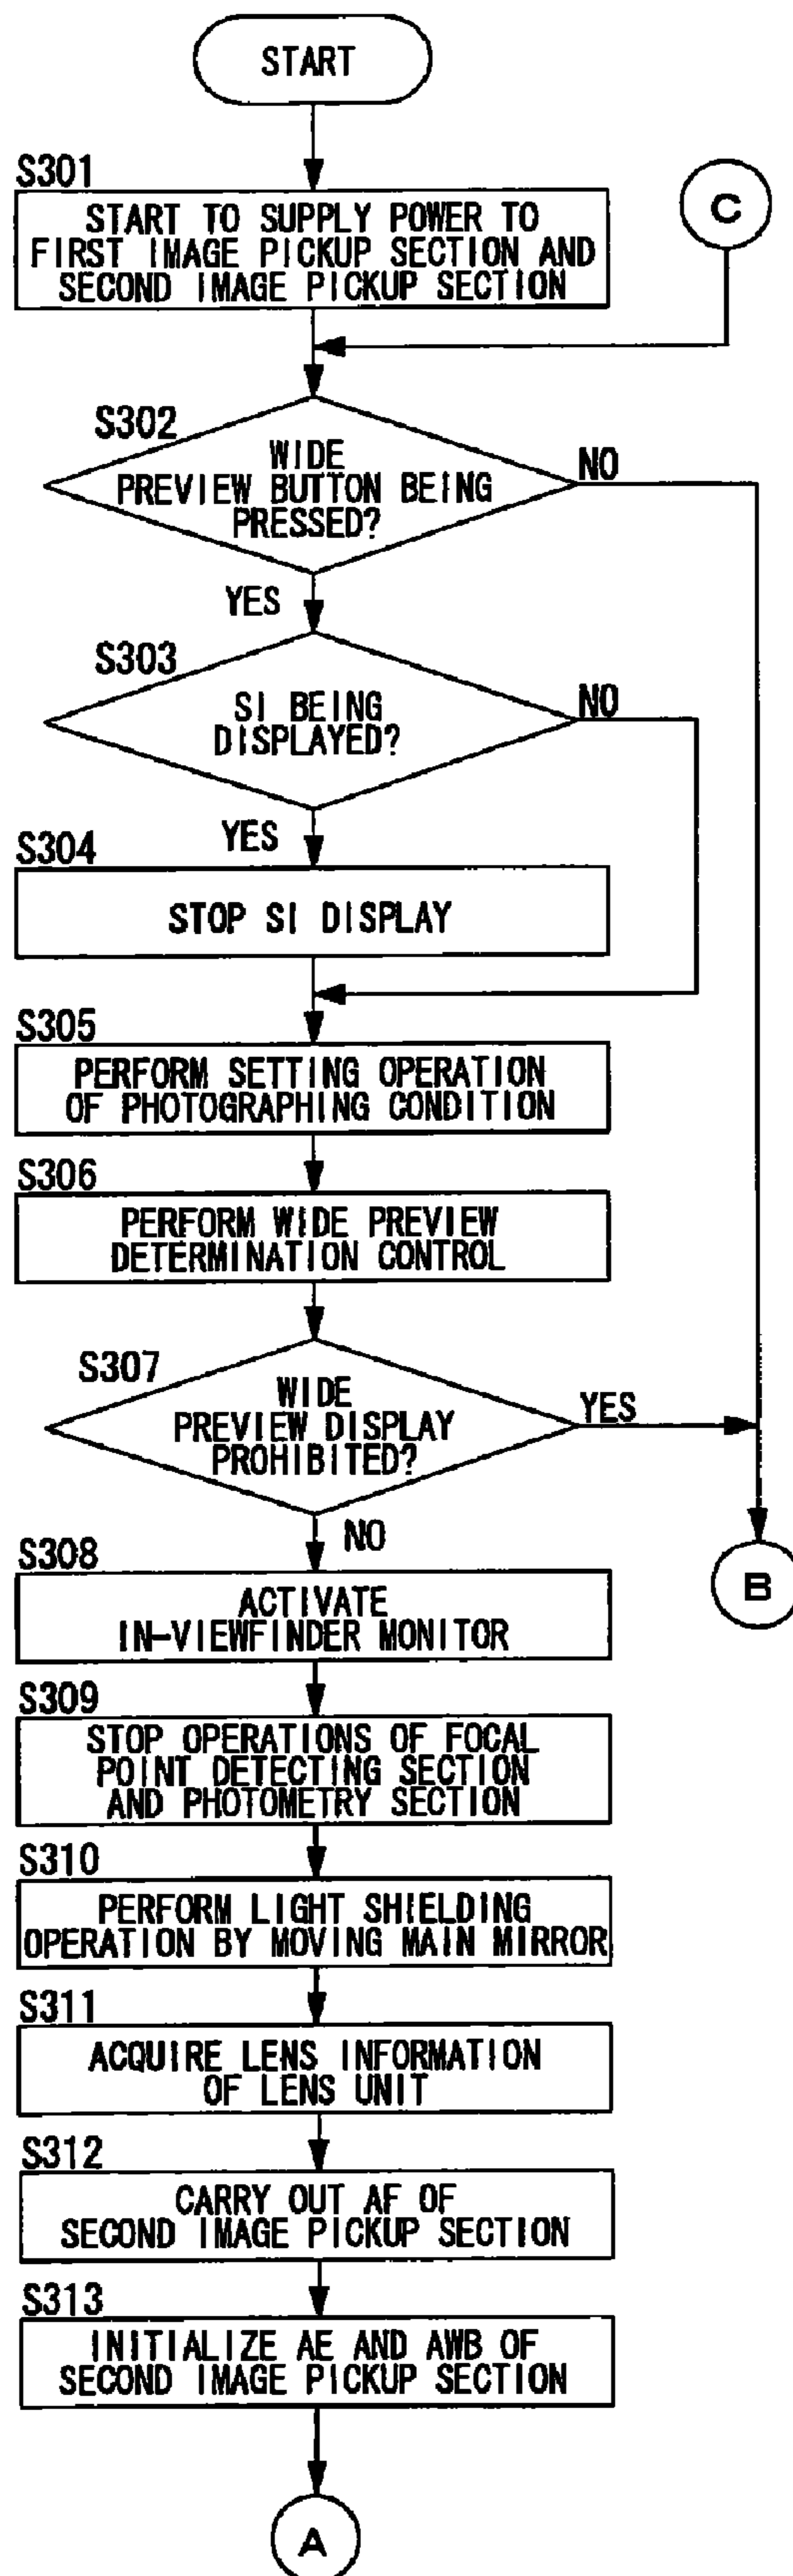 START
S301
START TO SUPPLY POWER TO
FIRST IMAGE PICKUP SECTION AND
SECOND IMAGE PICKUP SECTION
C
S302
WIDE
PREVIEW BUTTON BEING
PRESSED?
NO
YES
S303
SI BEING
DISPLAYED?
NO
YES
S304
STOP SI DISPLAY
S305
PERFORM SETTING OPERATION
OF PHOTOGRAPHING CONDITION
S306
PERFORM WIDE PREVIEW
DETERMINATION CONTROL
S307
WIDE
PREVIEW DISPLAY
PROHIBITED?
YES
NO
B
S308
ACTIVATE
IN-VIEWFINDER MONITOR
S309
STOP OPERATIONS OF FOCAL
POINT DETECTING SECTION
AND PHOTOMETRY SECTION
S310
PERFORM LIGHT SHIELDING
OPERATION BY MOVING MAIN MIRROR
S311
ACQUIRE LENS INFORMATION
OF LENS UNIT
S312
CARRY OUT AF OF
SECOND IMAGE PICKUP SECTION
S313
INITIALIZE AE AND AWB OF
SECOND IMAGE PICKUP SECTION
A